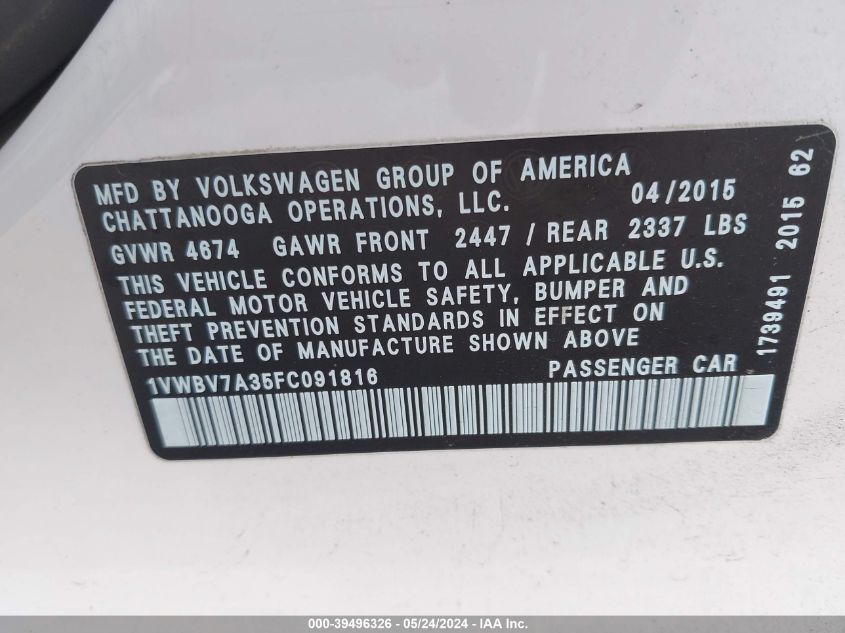 MFD BY VOLKSWAGEN GROUP OF AMERICA
CHATTANOOGA OPERATIONS, LLC. 04/2015
GVWR 4674 GAWR FRONT 2447 / REAR 2337 LBS
THIS VEHICLE CONFORMS TO ALL APPLICABLE U.S.
FEDERAL MOTOR VEHICLE SAFETY, BUMPER AND
THEFT PREVENTION STANDARDS IN EFFECT ON
THE DATE OF MANUFACTURE SHOWN ABOVE
1VWBV7A35FC091816 PASSENGER CAR
1739491 2015 62
000-39496326 - 05/24/2024 - IAA Inc.